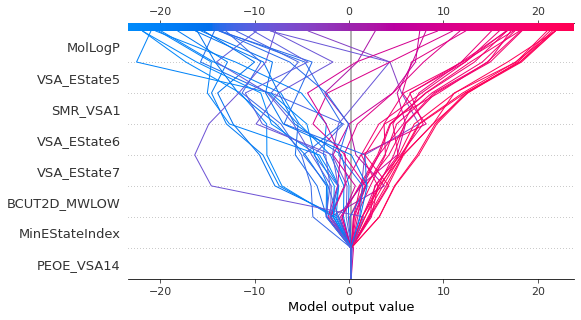 −20 −10 0 10 20
MolLogP
VSA_EState5
SMR_VSA1
VSA_EState6
VSA_EState7
BCUT2D_MWLOW
MinEStateIndex
PEOE_VSA14
−20 −10 0 10 20
Model output value